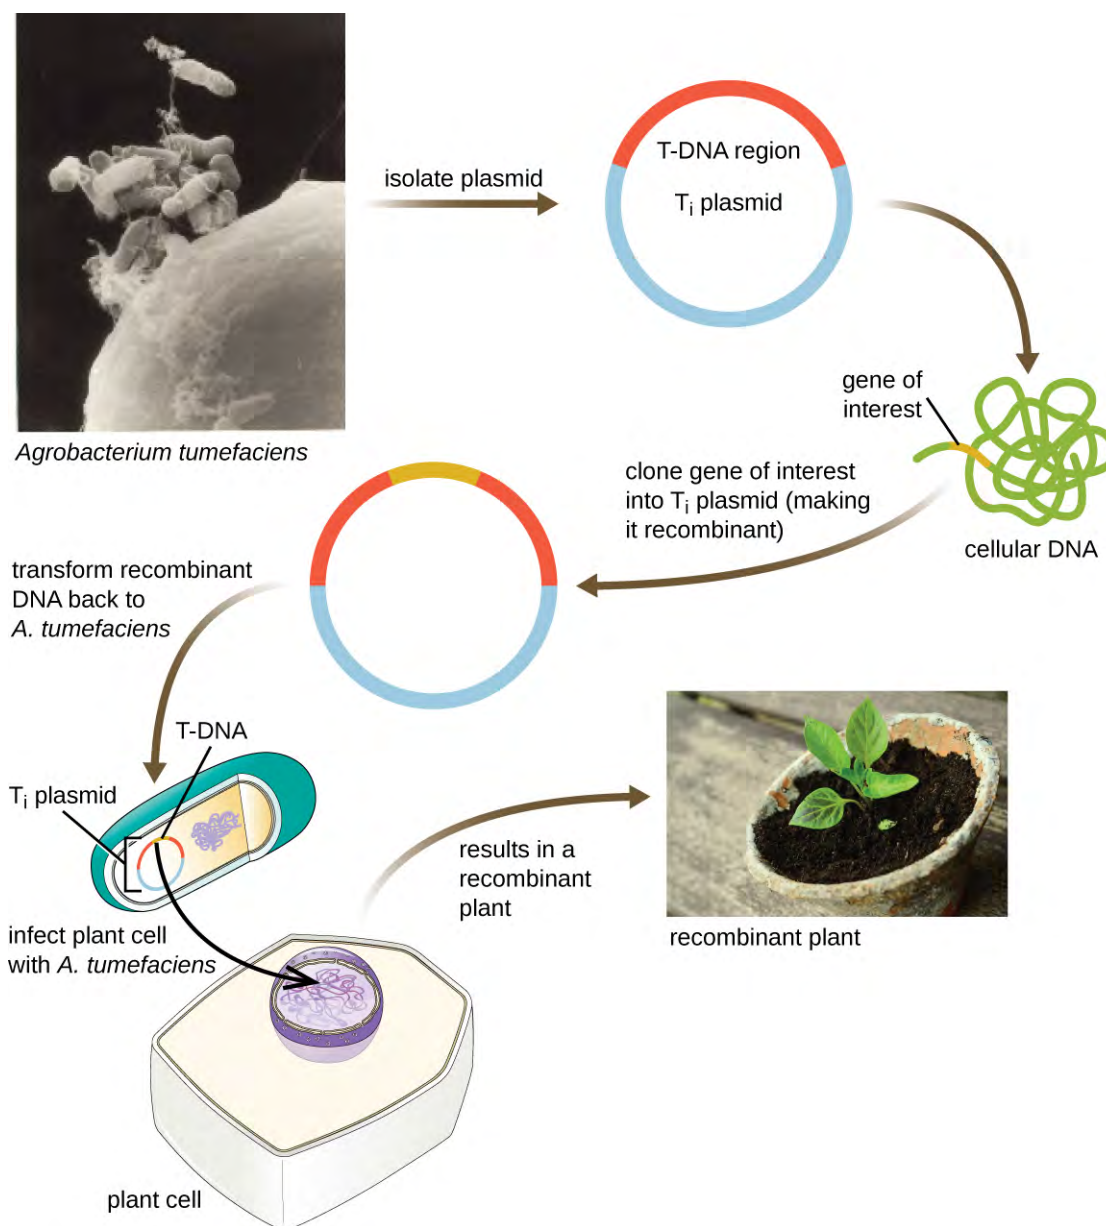 isolate plasmid
T-DNA region
Ti plasmid
Agrobacterium tumefaciens
gene of
interest
cellular DNA
clone gene of interest
into Ti plasmid (making
it recombinant)
transform recombinant
DNA back to
A. tumefaciens
T-DNA
Ti plasmid
infect plant cell
with A. tumefaciens
plant cell
results in a
recombinant
plant
recombinant plant